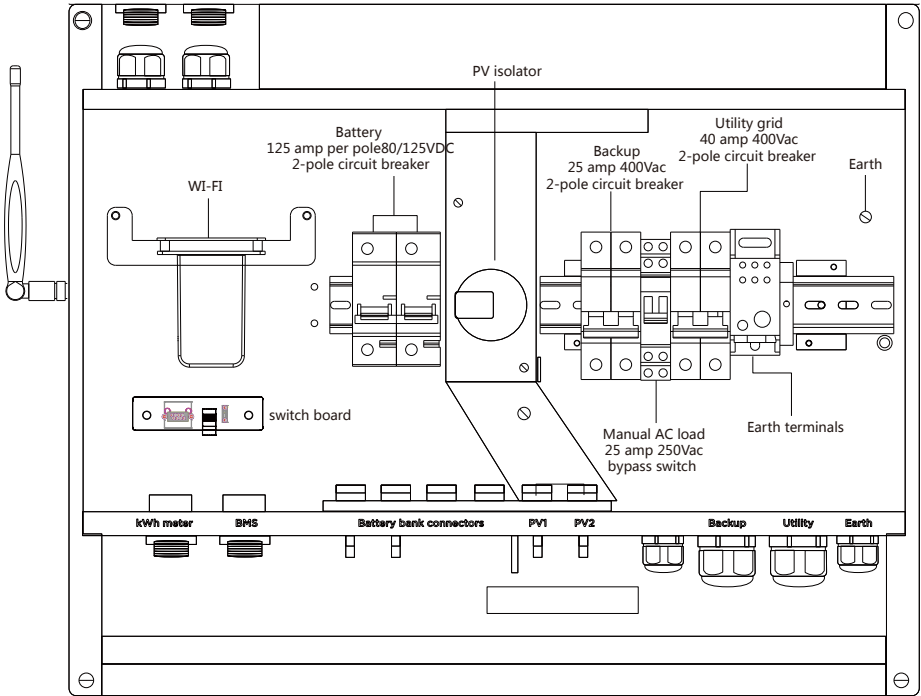 PV isolator
Battery
125 amp per pole80/125VDC
2-pole circuit breaker
Utility grid
40 amp 400Vac
2-pole circuit breaker
Backup
25 amp 400Vac
2-pole circuit breaker
Earth
WI-FI
switch board
Manual AC load
25 amp 250Vac
bypass switch
Earth terminals
kWh meter
BMS
Battery bank connectors
PV1
PV2
Backup
Utility
Earth